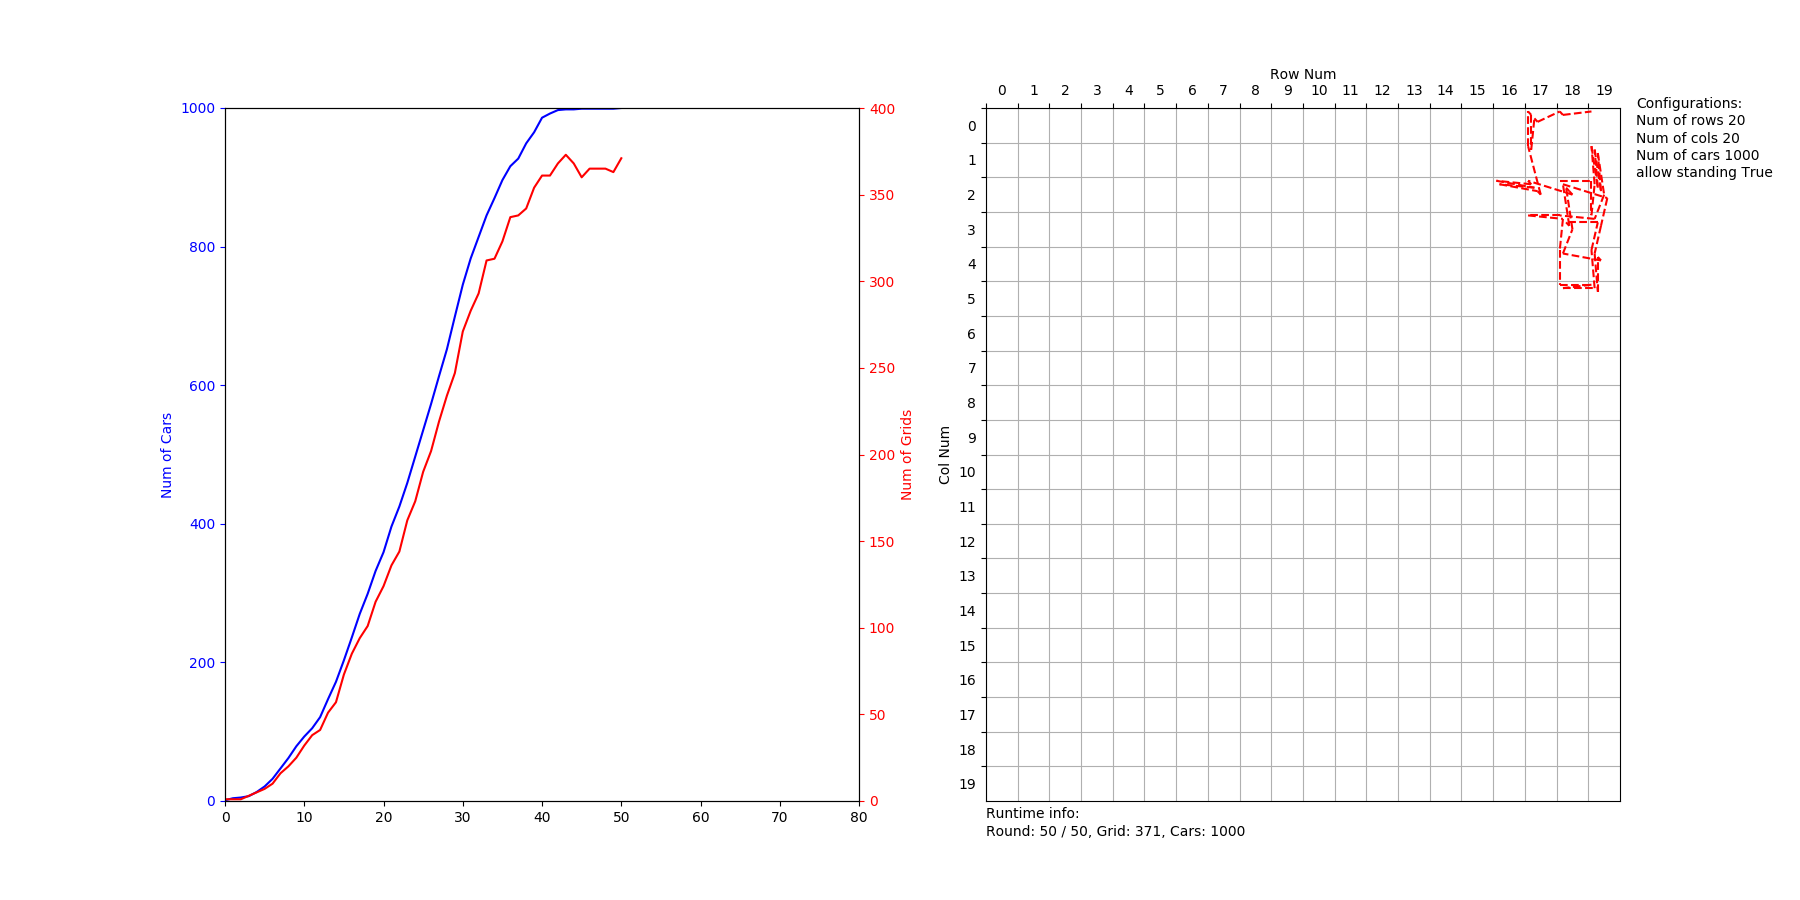 Num of Cars
1000
800
600
400
200
0
0 10 20 30 40 50 60 70 80
400
350
300
250
200
150
100
50
0
Num of Grids
Row Num
0 1 2 3 4 5 6 7 8 9 10 11 12 13 14 15 16 17 18 19
Col Num
0
1
2
3
4
5
6
7
8
9
10
11
12
13
14
15
16
17
18
19
Configurations:
Num of rows 20
Num of cols 20
Num of cars 1000
allow standing True
Runtime info:
Round: 50 / 50, Grid: 371, Cars: 1000